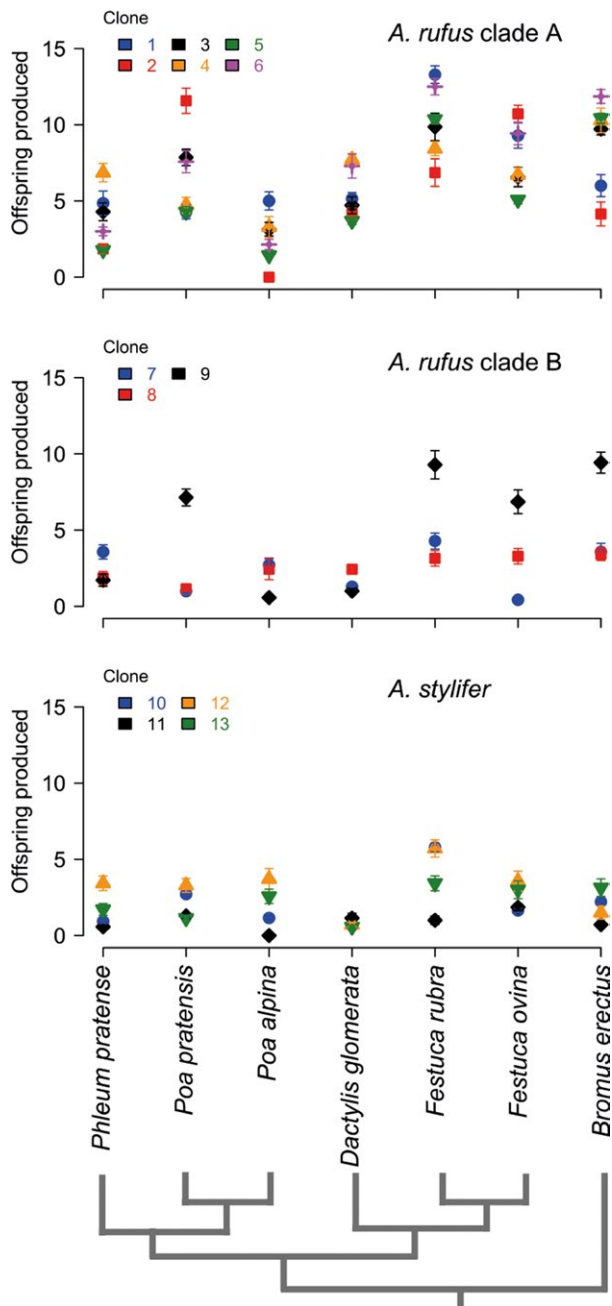 Clone
1 3 5
2 4 6
A. rufus clade A
15
10
5
0
Offspring produced
Clone
7 9
8
A. rufus clade B
15
10
5
0
Offspring produced
Clone
10 12
11 13
A. stylifer
15
10
5
0
Offspring produced
Phleum pratense
Poa pratensis
Poa alpina
Dactylis glomerata
Festuca rubra
Festuca ovina
Bromus erectus